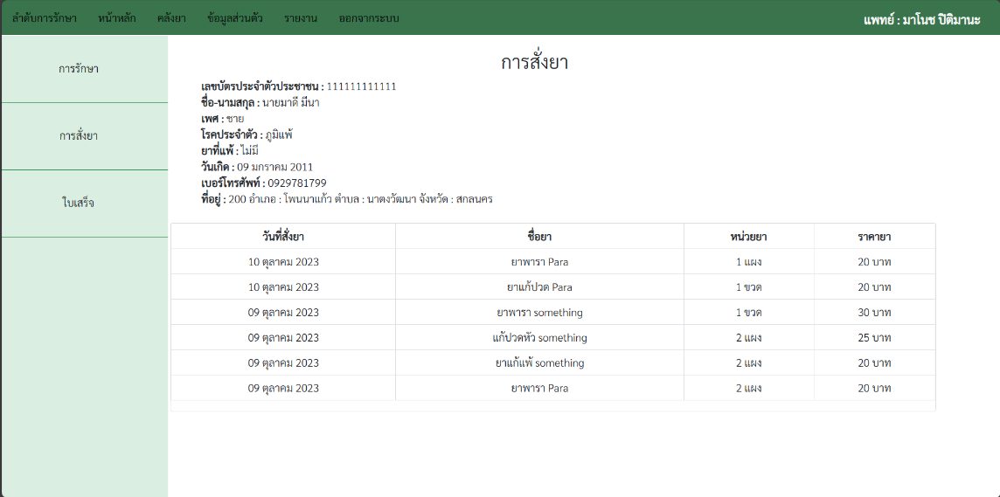 ลำดับการรักษา หน้าหลัก คลังยา ข้อมูลส่วนตัว รายงาน ออกจากระบบ แพทย์ : มาโนช ปิติมานะ
การรักษา
การสั่งยา
ใบเสร็จ
การสั่งยา
เลขบัตรประจำตัวประชาชน : 111111111111
ชื่อ-นามสกุล : นายมาดี มีนา
เพศ : ชาย
โรคประจำตัว : ภูมิแพ้
ยาที่แพ้ : ไม่มี
วันเกิด : 09 มกราคม 2011
เบอร์โทรศัพท์ : 0929781799
ที่อยู่ : 200 อำเภอ : โพนนาแก้ว ตำบล : นาตงวัฒนา จังหวัด : สกลนคร
วันที่สั่งยา ชื่อยา หน่วยยา ราคายา
10 ตุลาคม 2023 ยาพารา Para 1 แผง 20 บาท
10 ตุลาคม 2023 ยาแก้ปวด Para 1 ขวด 20 บาท
09 ตุลาคม 2023 ยาพารา something 1 ขวด 30 บาท
09 ตุลาคม 2023 แก้ปวดหัว something 2 แผง 25 บาท
09 ตุลาคม 2023 ยาแก้แพ้ something 2 แผง 20 บาท
09 ตุลาคม 2023 ยาพารา Para 2 แผง 20 บาท